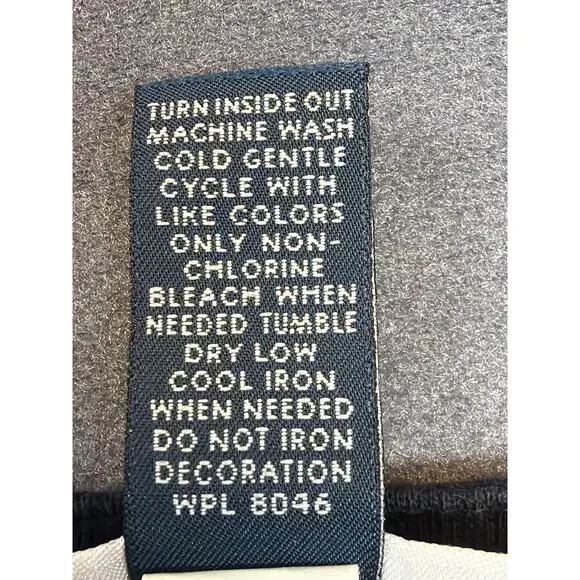 TURN INSIDE OUT
MACHINE WASH
COLD GENTLE
CYCLE WITH
LIKE COLORS
ONLY NON-
CHLORINE
BLEACH WHEN
NEEDED TUMBLE
DRY LOW
COOL IRON
WHEN NEEDED
DO NOT IRON
DECORATION
WPL 8046